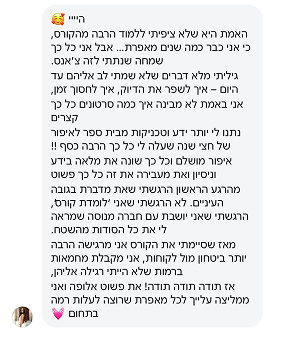 היייי 🥰
האמת היא שלא ציפיתי ללמוד הרבה מהקורס,
כי אני כבר כמה שנים מאפרת... אבל אני כל כך
שמחה שנתתי לזה צ'אנס.
גיליתי מלא דברים שלא שמתי לב אליהם עד
היום – איך לשפר את הדיוק, איך לחסוך זמן,
אני באמת לא מבינה איך כמה סרטונים כל כך
קצרים
נתנו לי יותר ידע וטכניקות מבית ספר לאיפור
של חצי שנה שעלה לי כל כך הרבה כסף !!
איפור מושלם וכל כך שונה את מלאה בידע
וניסיון ואת מעבירה את זה כל כך פשוט
מהרגע הראשון הרגשתי שאת מדברת בגובה
העיניים. לא הרגשתי שאני 'לומדת קורס',
הרגשתי שאני יושבת עם חברה מנוסה שמראה
לי את כל הסודות מהשטח.
מאז שסיימתי את הקורס אני מרגישה הרבה
יותר ביטחון מול לקוחות, אני מקבלת מחמאות
ברמות שלא הייתי רגילה אליהן,
אז תודה תודה תודה! את פשוט אלופה ואני
ממליצה עלייך לכל מאפרת שרוצה לעלות רמה
בתחום 💓